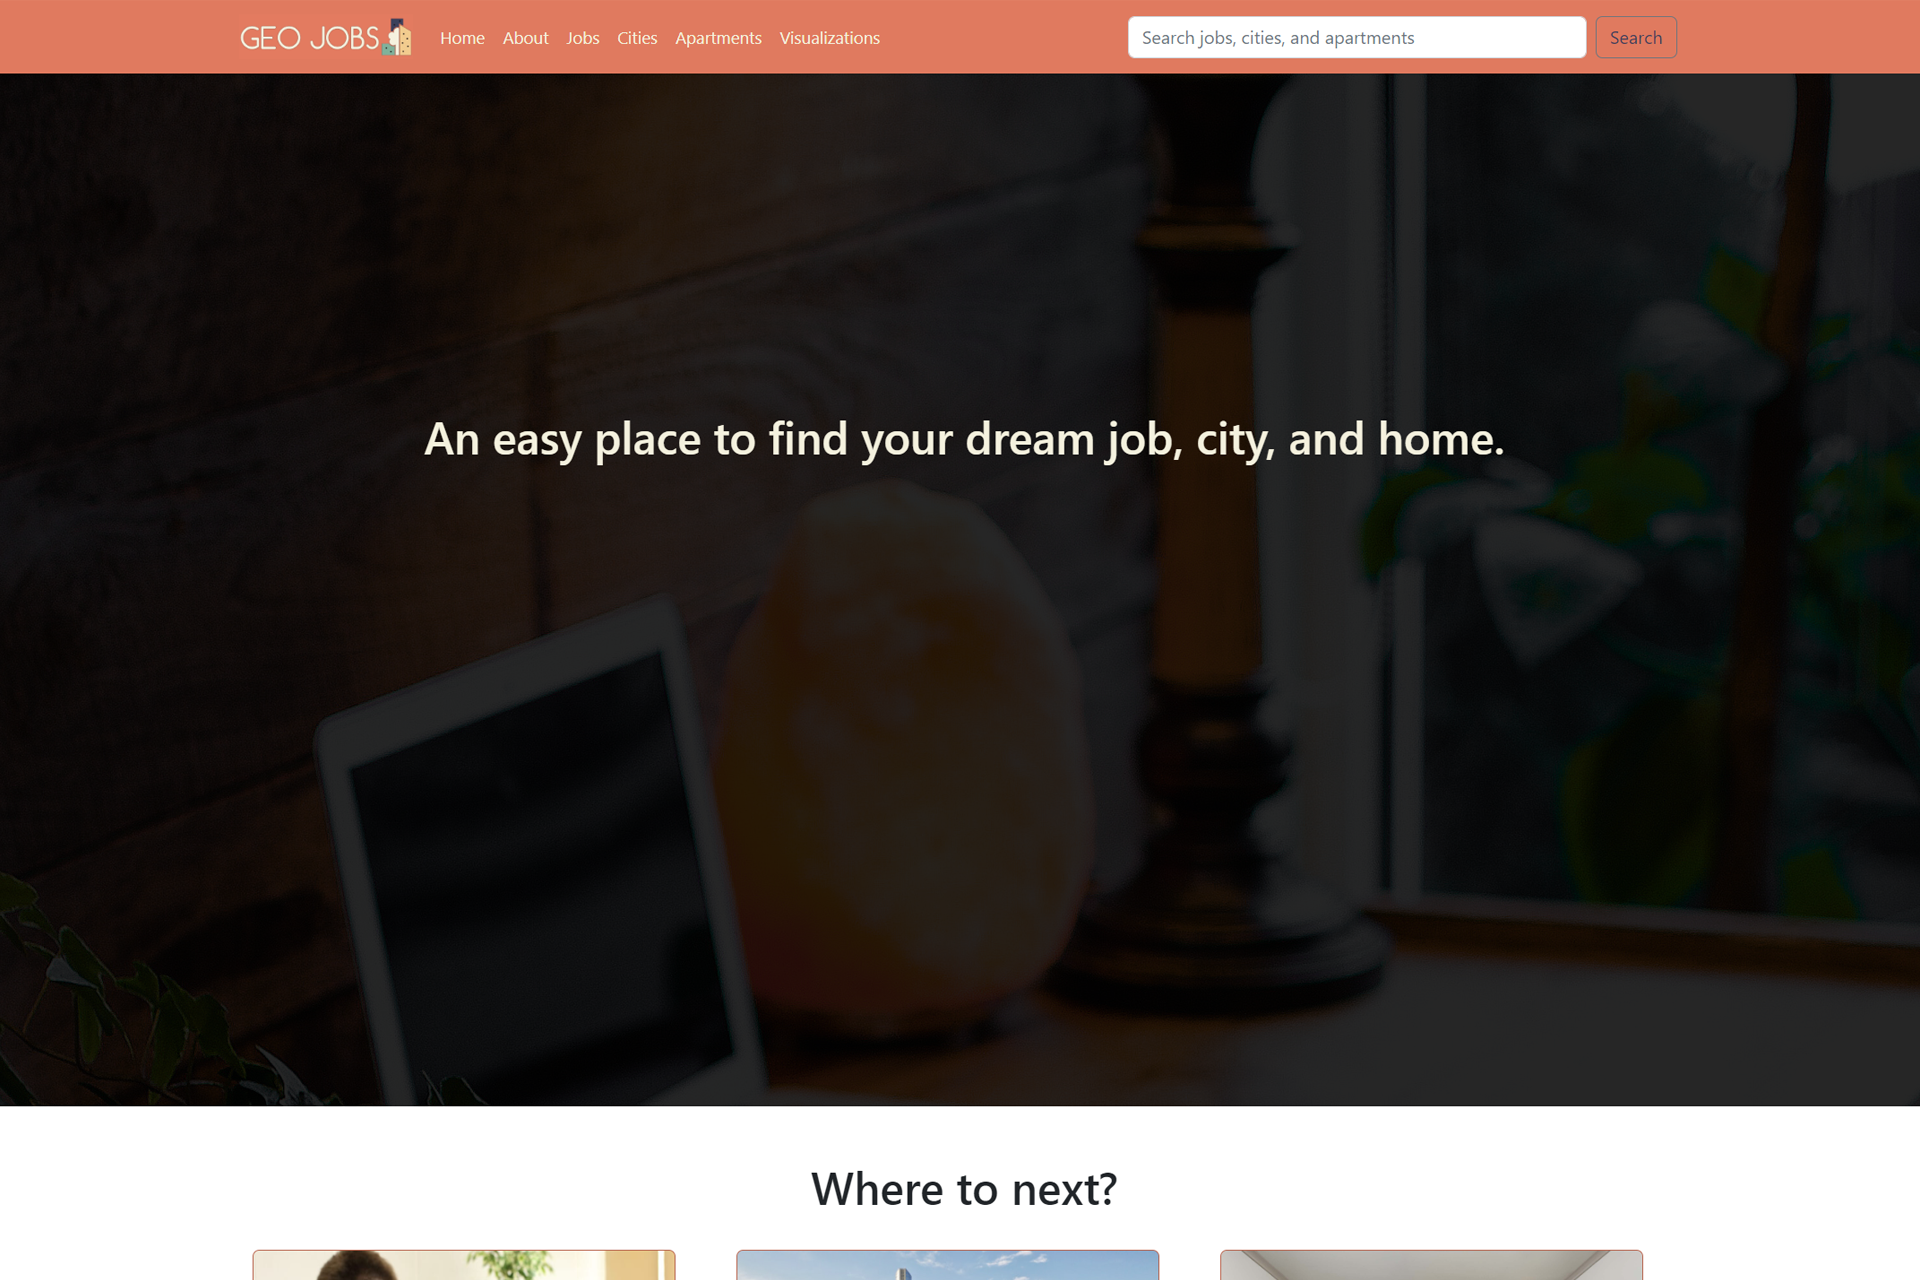 GEO JOBS
Home About Jobs Cities Apartments Visualizations
Search jobs, cities, and apartments
Search
An easy place to find your dream job, city, and home.
Where to next?